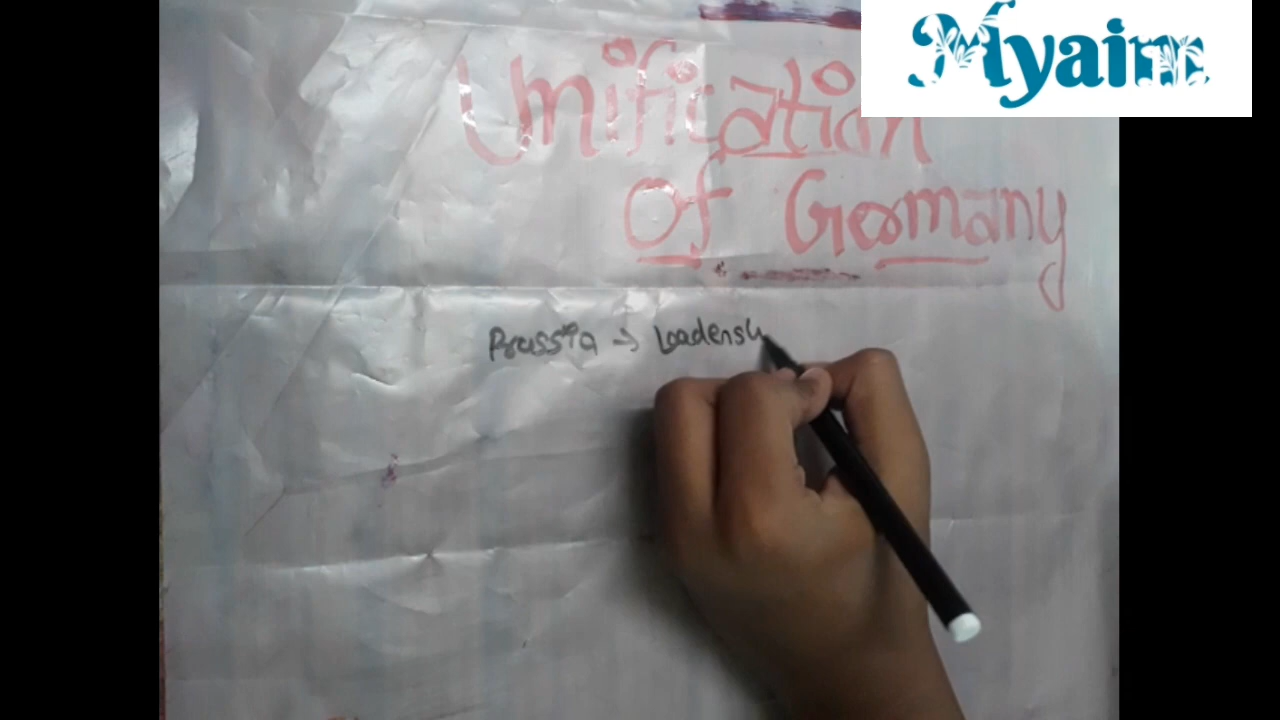 Myaim
Unification
Of Germany
Prussia → Leadersh